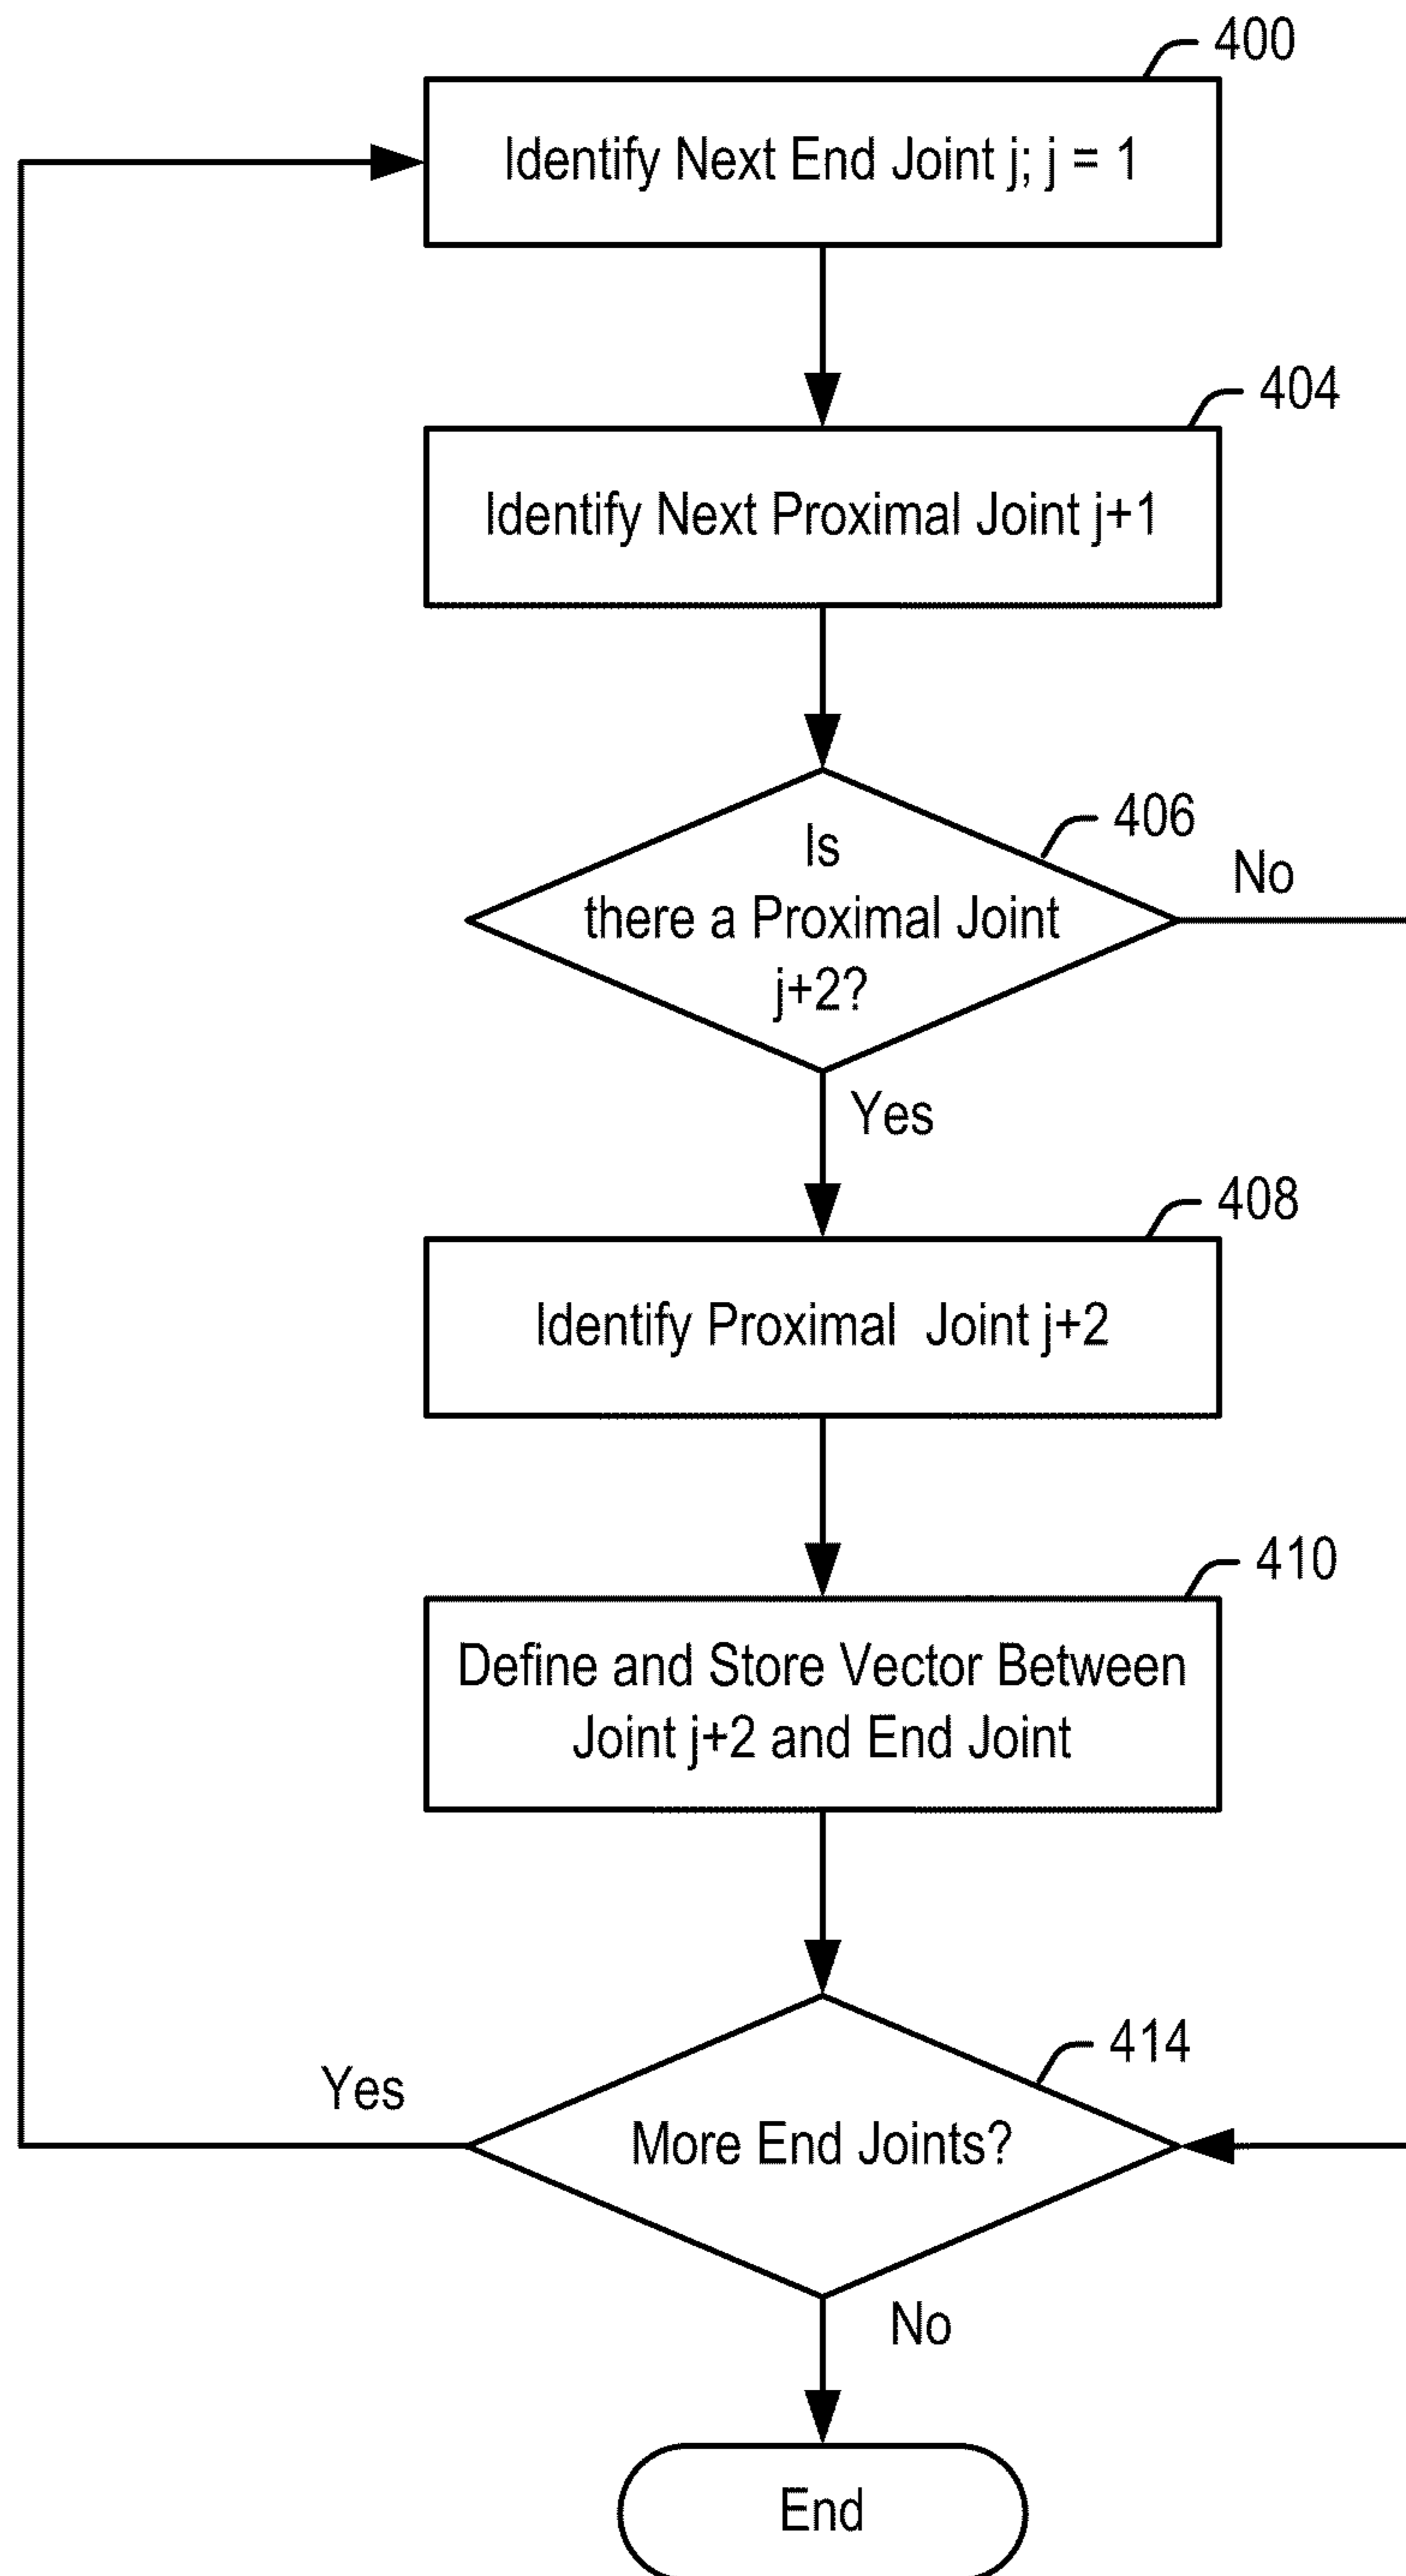 400
Identify Next End Joint j; j = 1
404
Identify Next Proximal Joint j+1
406
Is
there a Proximal Joint
j+2?
No
Yes
408
Identify Proximal Joint j+2
410
Define and Store Vector Between
Joint j+2 and End Joint
414
Yes
More End Joints?
No
End